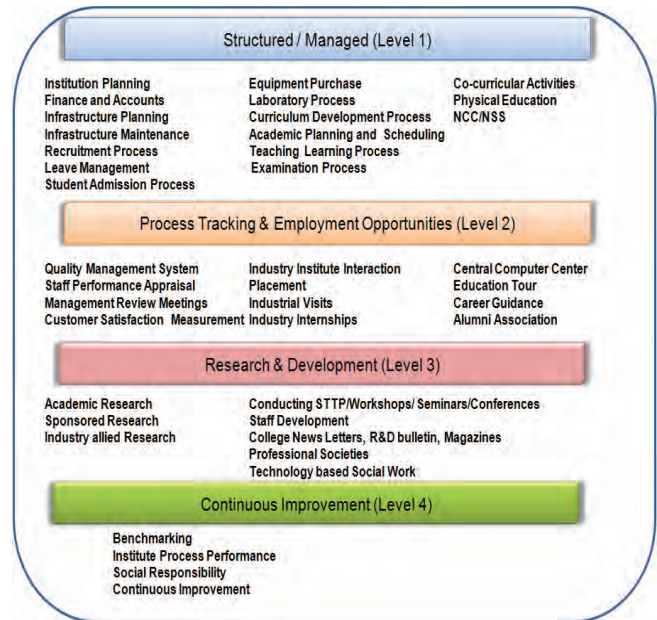 Structured / Managed (Level 1)
Institution Planning
Finance and Accounts
Infrastructure Planning
Infrastructure Maintenance
Recruitment Process
Leave Management
Student Admission Process
Equipment Purchase
Laboratory Process
Curriculum Development Process
Academic Planning and Scheduling
Teaching Learning Process
Examination Process
Co-curricular Activities
Physical Education
NCC/NSS
Process Tracking & Employment Opportunities (Level 2)
Quality Management System
Staff Performance Appraisal
Management Review Meetings
Customer Satisfaction Measurement
Industry Institute Interaction
Placement
Industrial Visits
Industry Internships
Central Computer Center
Education Tour
Career Guidance
Alumni Association
Research & Development (Level 3)
Academic Research
Sponsored Research
Industry allied Research
Conducting STTP/Workshops/ Seminars/Conferences
Staff Development
College News Letters, R&D bulletin, Magazines
Professional Societies
Technology based Social Work
Continuous Improvement (Level 4)
Benchmarking
Institute Process Performance
Social Responsibility
Continuous Improvement